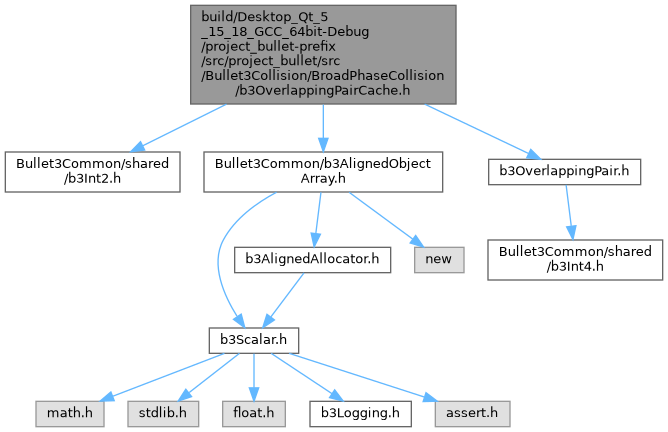 build/Desktop_Qt_5
_15_18_GCC_64bit-Debug
/project_bullet-prefix
/src/project_bullet/src
/Bullet3Collision/BroadPhaseCollision
/b3OverlappingPairCache.h
Bullet3Common/shared
/b3Int2.h
Bullet3Common/b3AlignedObject
Array.h
b3OverlappingPair.h
b3AlignedAllocator.h
new
Bullet3Common/shared
/b3Int4.h
b3Scalar.h
math.h
stdlib.h
float.h
b3Logging.h
assert.h